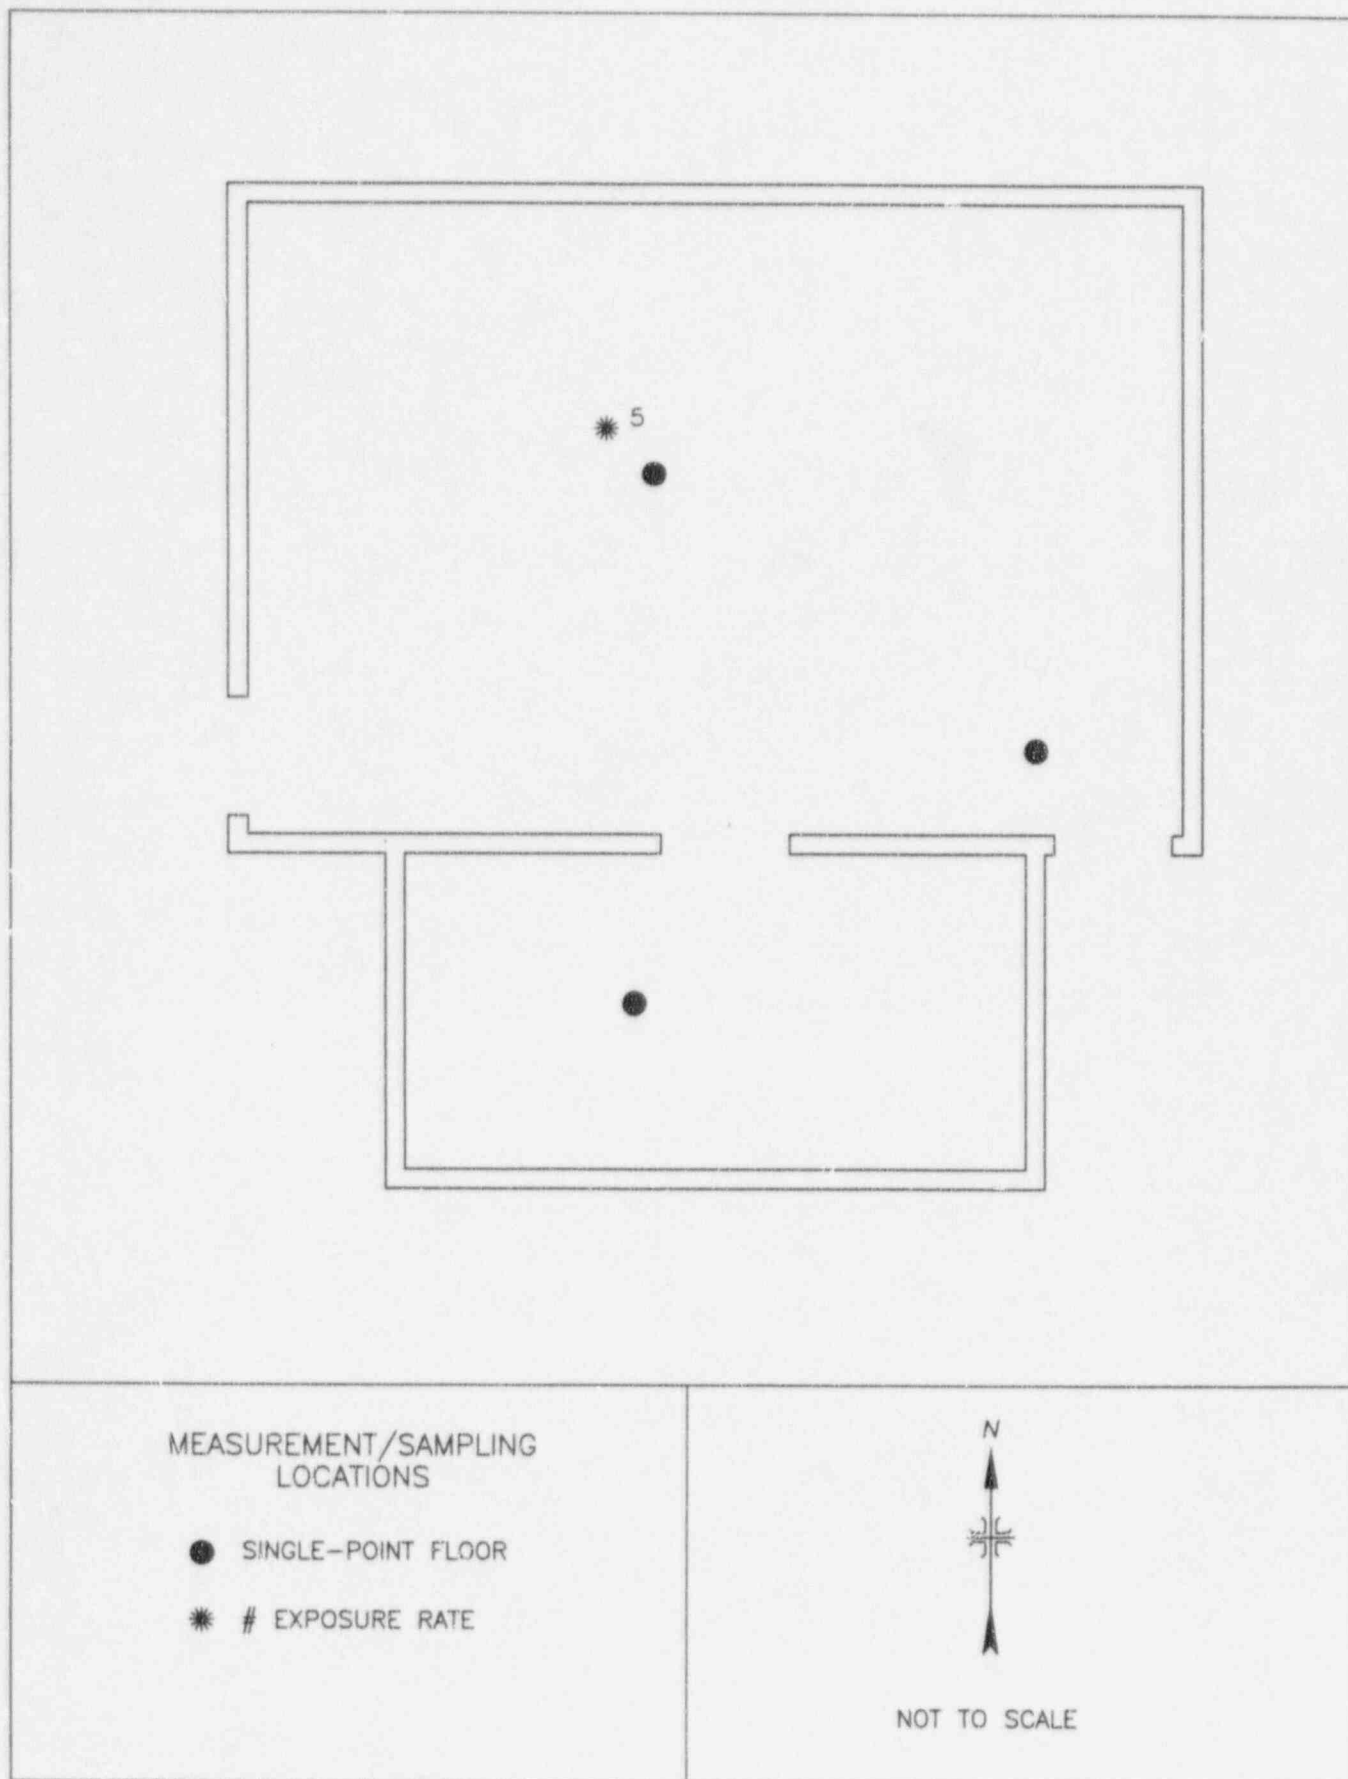 5
MEASUREMENT/SAMPLING
LOCATIONS
SINGLE-POINT FLOOR
# EXPOSURE RATE
N
NOT TO SCALE